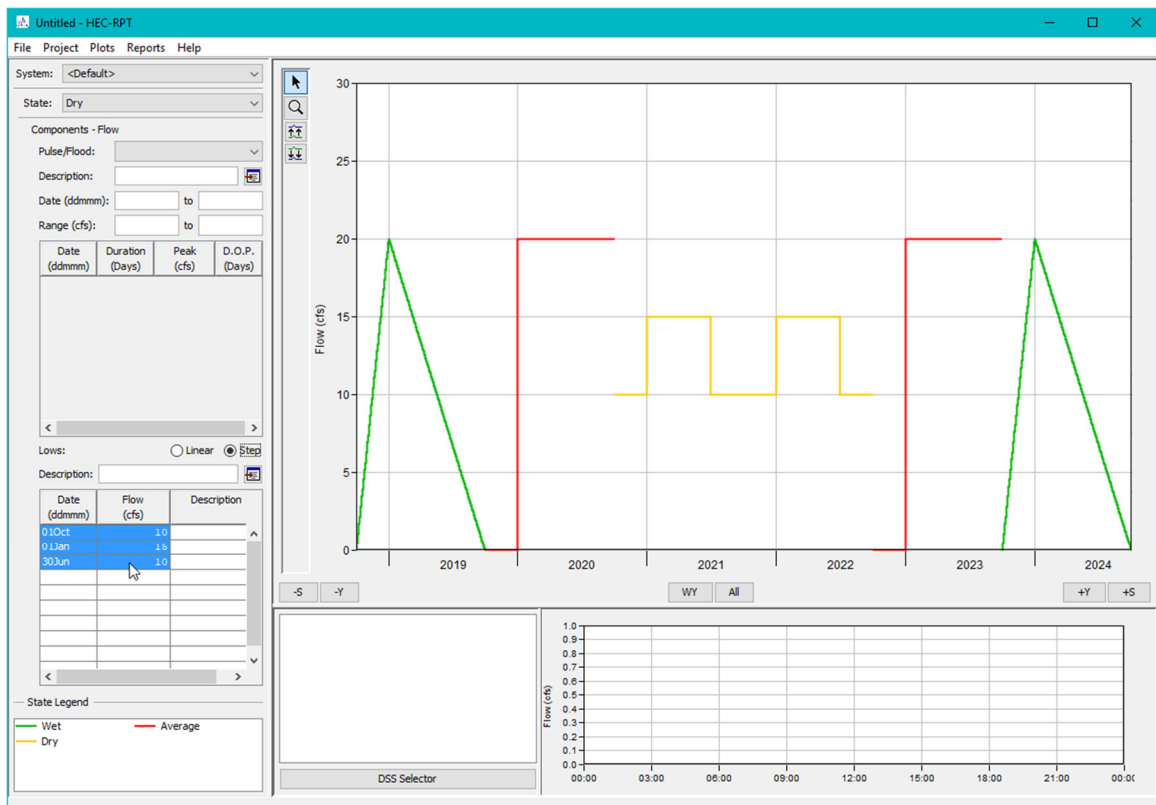 Untitled - HEC-RPT
File Project Plots Reports Help
System: <Default>
State: Dry
Components - Flow
Pulse/Flood:
Description:
Date (ddmmm): to
Range (cfs): to
Date (ddmmm) Duration (Days) Peak (cfs) D.O.P. (Days)
Lows: Linear Step
Description:
Date (ddmmm) Flow (cfs) Description
01Oct 10
01Jan 15
30Jun 10
State Legend
Wet Average
Dry
30
25
20
15
10
5
0
Flow (cfs)
2019 2020 2021 2022 2023 2024
-S -Y WY All +Y +S
DSS Selector
1.0
0.9
0.8
0.7
0.6
0.5
0.4
0.3
0.2
0.1
0.0
Flow (cfs)
00:00 03:00 06:00 09:00 12:00 15:00 18:00 21:00 00:00